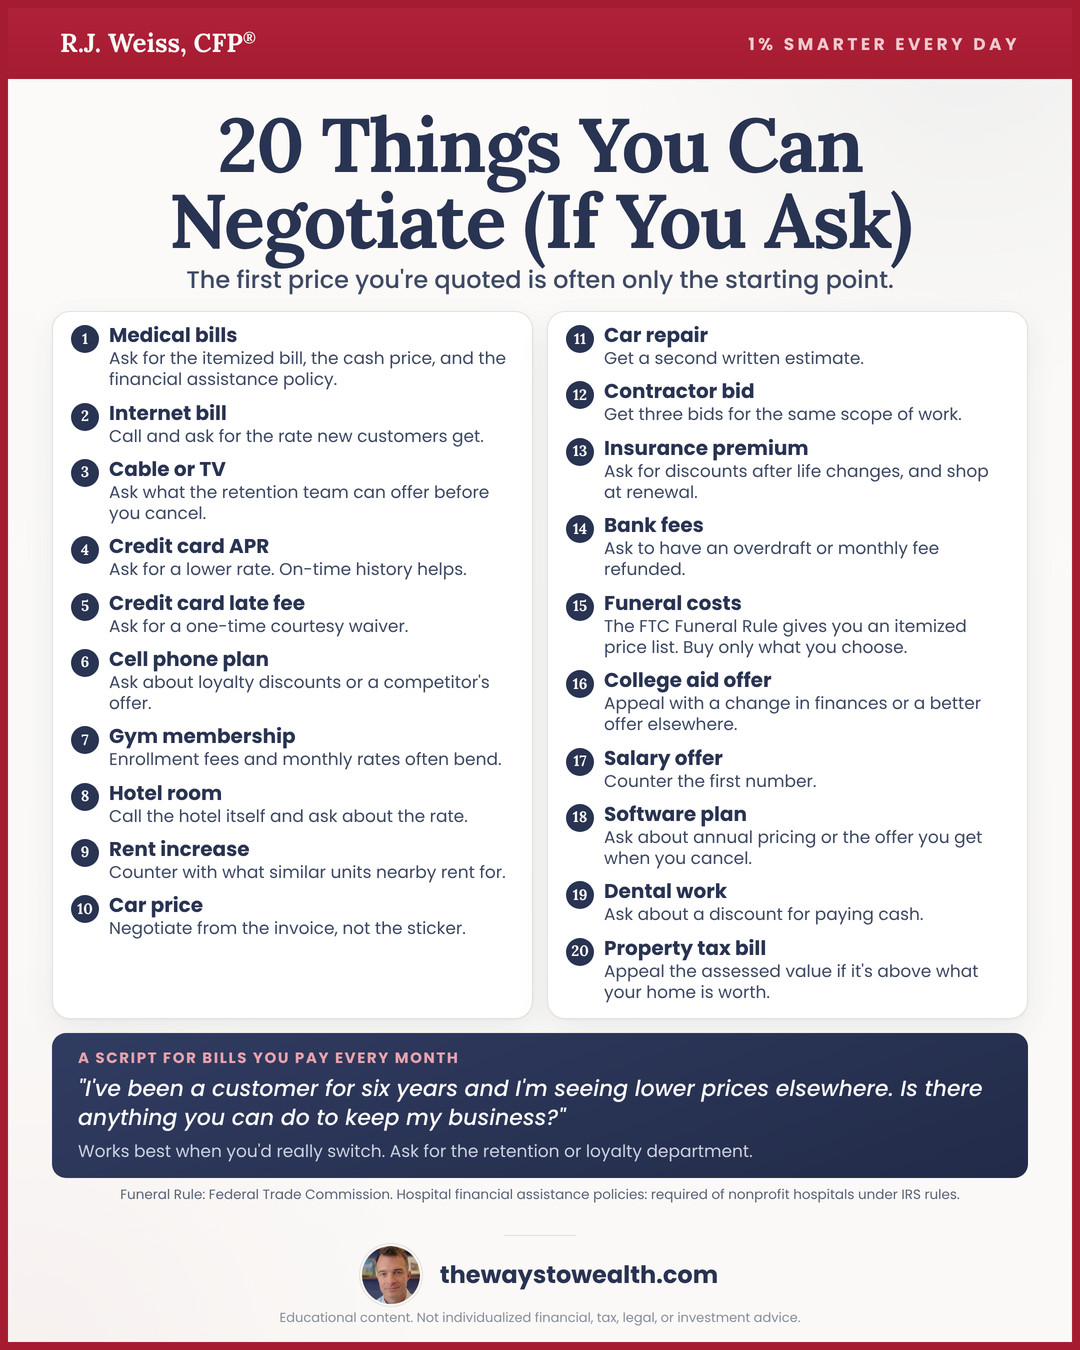 R.J. Weiss, CFP®
1% SMARTER EVERY DAY
20 Things You Can
Negotiate (If You Ask)
The first price you're quoted is often only the starting point.
1
Medical bills
Ask for the itemized bill, the cash price, and the
financial assistance policy.
2
Internet bill
Call and ask for the rate new customers get.
3
Cable or TV
Ask what the retention team can offer before
you cancel.
4
Credit card APR
Ask for a lower rate. On-time history helps.
5
Credit card late fee
Ask for a one-time courtesy waiver.
6
Cell phone plan
Ask about loyalty discounts or a competitor's
offer.
7
Gym membership
Enrollment fees and monthly rates often bend.
8
Hotel room
Call the hotel itself and ask about the rate.
9
Rent increase
Counter with what similar units nearby rent for.
10
Car price
Negotiate from the invoice, not the sticker.
11
Car repair
Get a second written estimate.
12
Contractor bid
Get three bids for the same scope of work.
13
Insurance premium
Ask for discounts after life changes, and shop
at renewal.
14
Bank fees
Ask to have an overdraft or monthly fee
refunded.
15
Funeral costs
The FTC Funeral Rule gives you an itemized
price list. Buy only what you choose.
16
College aid offer
Appeal with a change in finances or a better
offer elsewhere.
17
Salary offer
Counter the first number.
18
Software plan
Ask about annual pricing or the offer you get
when you cancel.
19
Dental work
Ask about a discount for paying cash.
20
Property tax bill
Appeal the assessed value if it's above what
your home is worth.
A SCRIPT FOR BILLS YOU PAY EVERY MONTH
"I've been a customer for six years and I'm seeing lower prices elsewhere. Is there
anything you can do to keep my business?"
Works best when you'd really switch. Ask for the retention or loyalty department.
Funeral Rule: Federal Trade Commission. Hospital financial assistance policies: required of nonprofit hospitals under IRS rules.
thewaystowealth.com
Educational content. Not individualized financial, tax, legal, or investment advice.